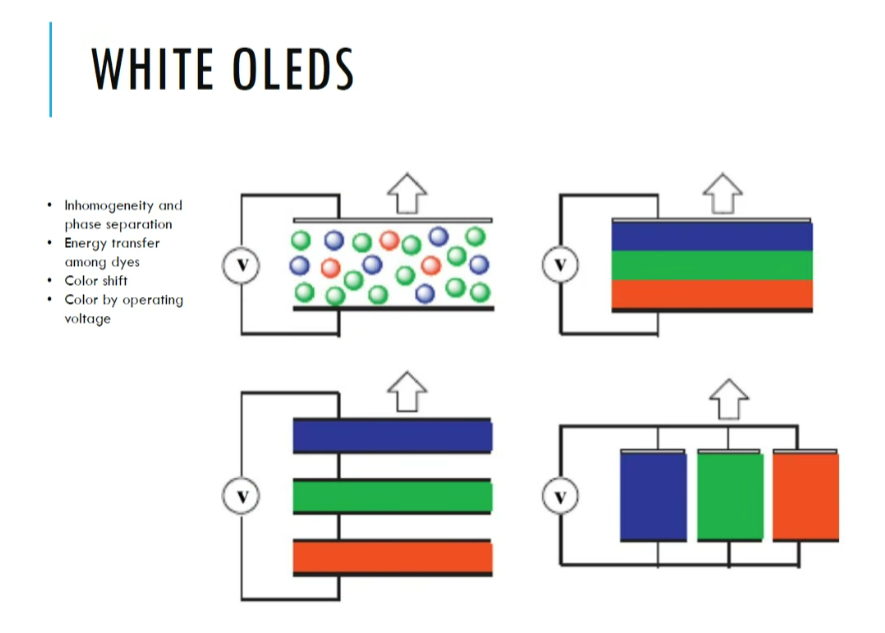 WHITE OLEDS
• Inhomogeneity and
phase separation
• Energy transfer
among dyes
• Color shift
• Color by operating
voltage
V
V
V
V